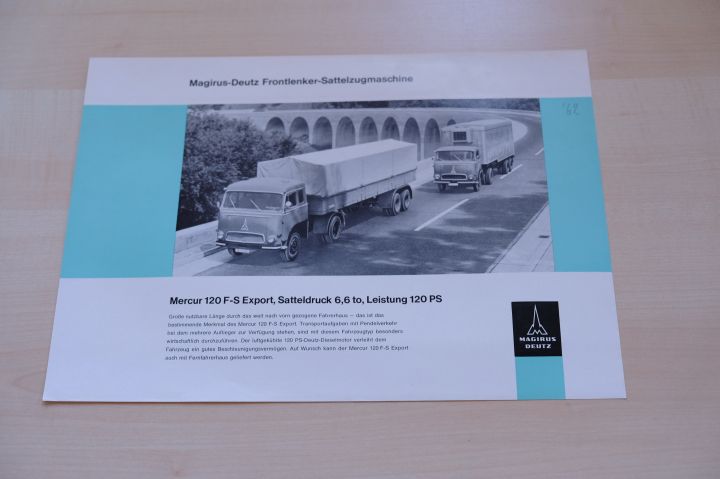 Magirus-Deutz Frontlenker-Sattelzugmaschine
'62
Mercur 120 F-S Export, Satteldruck 6,6 to, Leistung 120 PS
Große nutzbare Länge durch das weit nach vorn gezogene Fahrerhaus — das ist das
bestimmende Merkmal des Mercur 120 F-S Export. Transportaufgaben mit Pendelverkehr
bei dem mehrere Auflieger zur Verfügung stehen, sind mit diesem Fahrzeugtyp besonders
wirtschaftlich durchzuführen. Der luftgekühlte 120 PS-Deutz-Dieselmotor verleiht dem
Fahrzeug ein gutes Beschleunigungsvermögen. Auf Wunsch kann der Mercur 120 F-S Export
auch mit Fernfahrerhaus geliefert werden.
MAGIRUS
DEUTZ